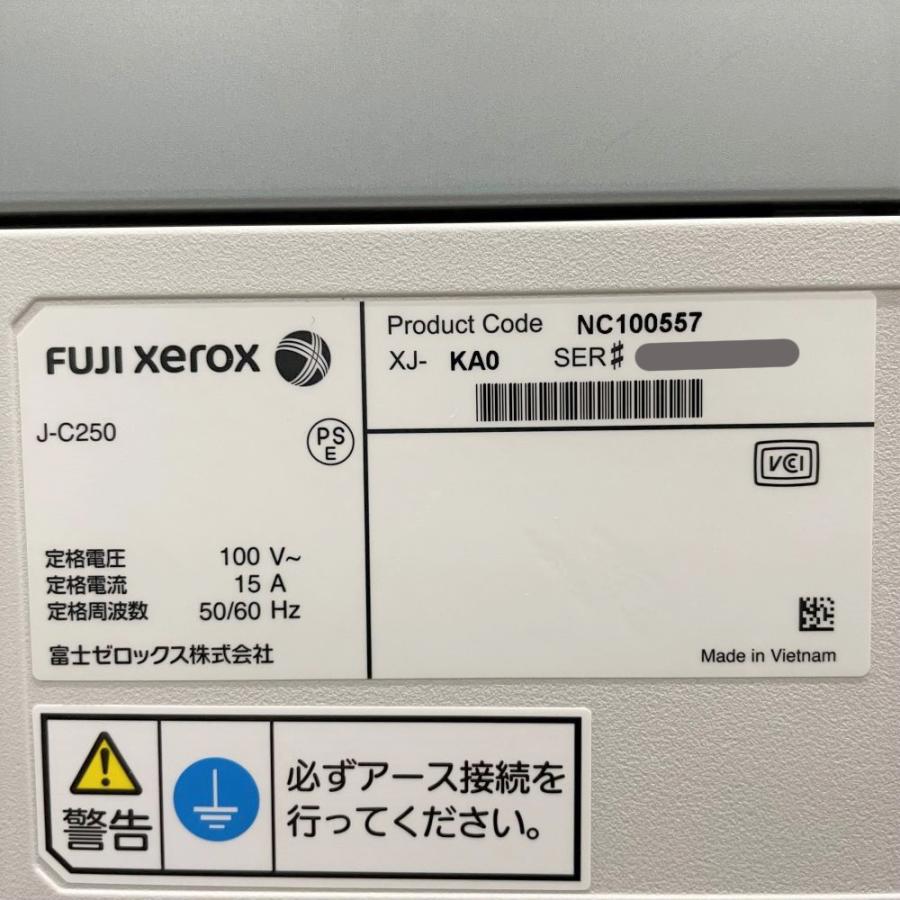 FUJI xerox
J-C250
PS
E
定格電圧 100 V~
定格電流 15 A
定格周波数 50/60 Hz
富士ゼロックス株式会社
Product Code NC100557
XJ- KA0 SER#
VCI
Made in Vietnam
警告
必ずアース接続を
行ってください。